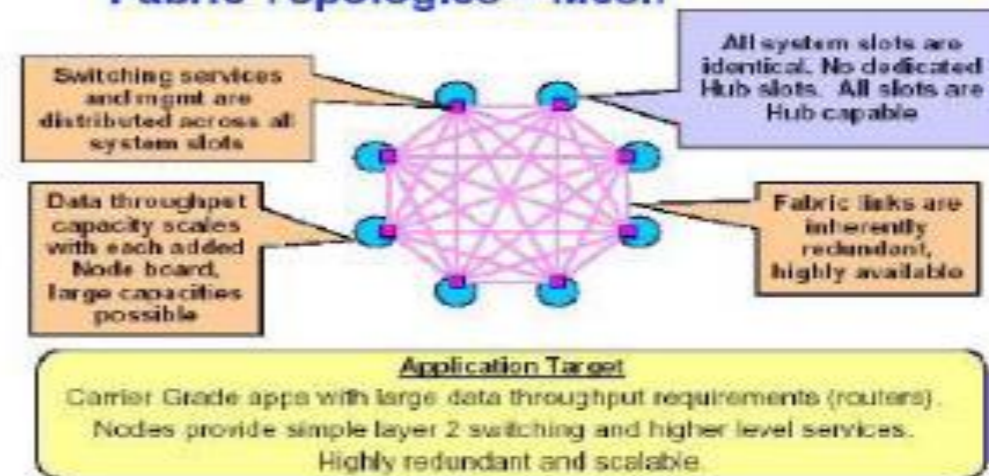 Fabric Topologies - Mesh
Switching services
and mgmt are
distributed across all
system slots
All system slots are
identical. No dedicated
Hub slots. All slots are
Hub capable
Data throughput
capacity scales
with each added
Node board,
large capacities
possible
Fabric links are
inherently
redundant,
highly available
Application Target
Carrier Grade apps with large data throughput requirements (routers).
Nodes provide simple layer 2 switching and higher level services.
Highly redundant and scalable.